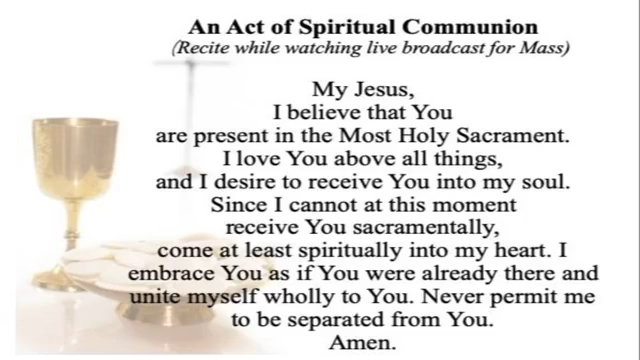 An Act of Spiritual Communion
(Recite while watching live broadcast for Mass)
My Jesus,
I believe that You
are present in the Most Holy Sacrament.
I love You above all things,
and I desire to receive You into my soul.
Since I cannot at this moment
receive You sacramentally,
come at least spiritually into my heart. I
embrace You as if You were already there and
unite myself wholly to You. Never permit me
to be separated from You.
Amen.